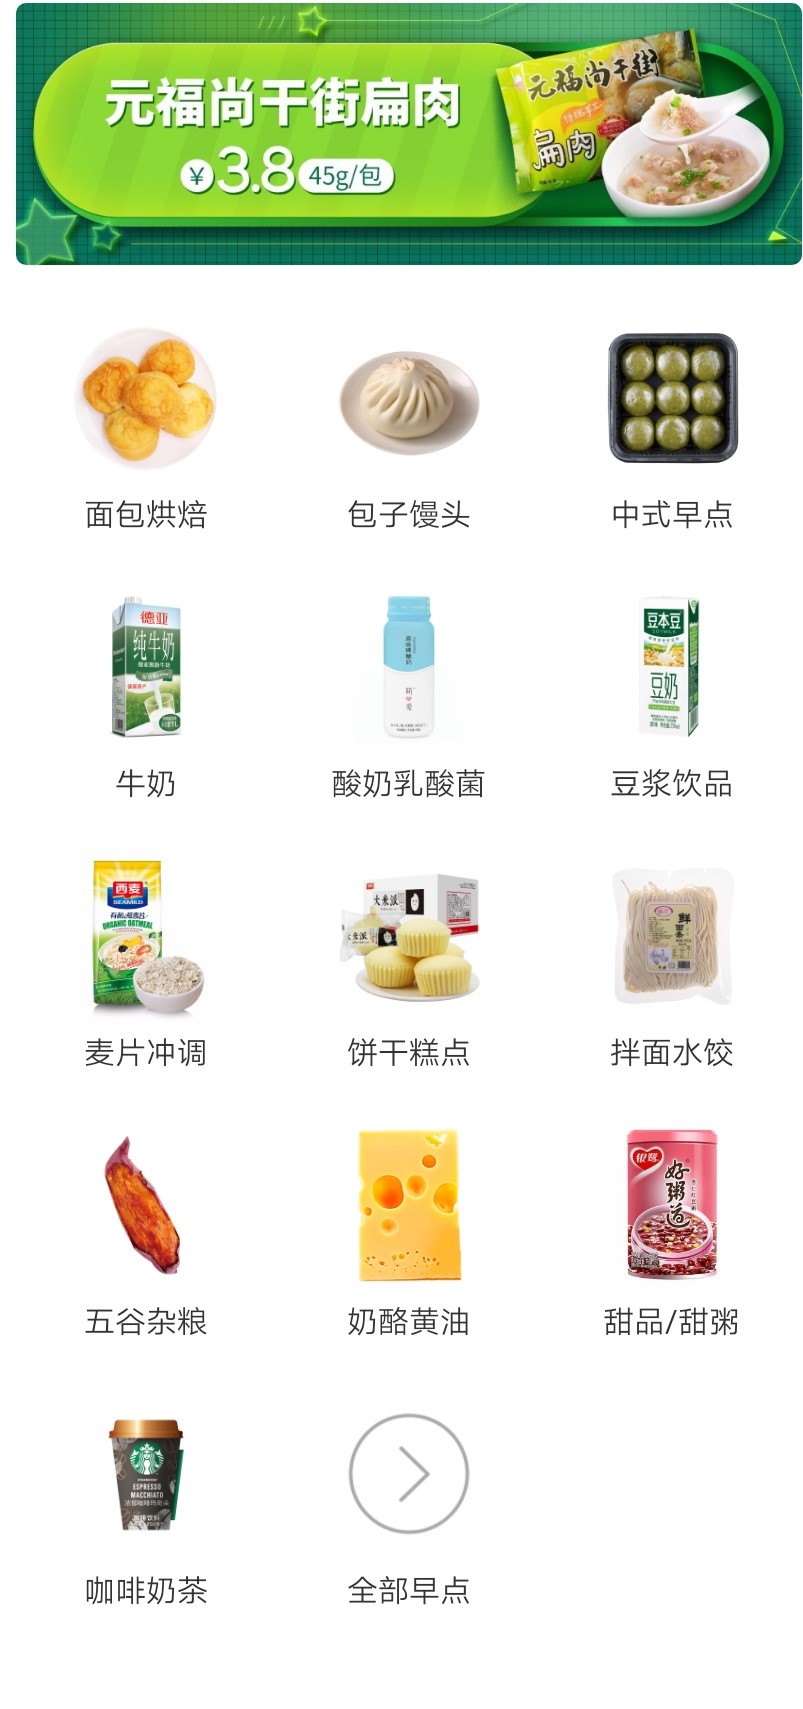 元福尚干街扁肉
¥3.8 45g/包
元福尚干街
扁肉
面包烘焙
包子馒头
中式早点
德亚
纯牛奶
豆本豆
SOYMILK
豆奶
牛奶
酸奶乳酸菌
豆浆饮品
西麦
SEAMILD
ORGANIC OATMEAL
大米派
鲜面条
麦片冲调
饼干糕点
拌面水饺
银鹭
好粥道
五谷杂粮
奶酪黄油
甜品/甜粥
ESPRESSO
MACCHIATO
咖啡奶茶
全部早点